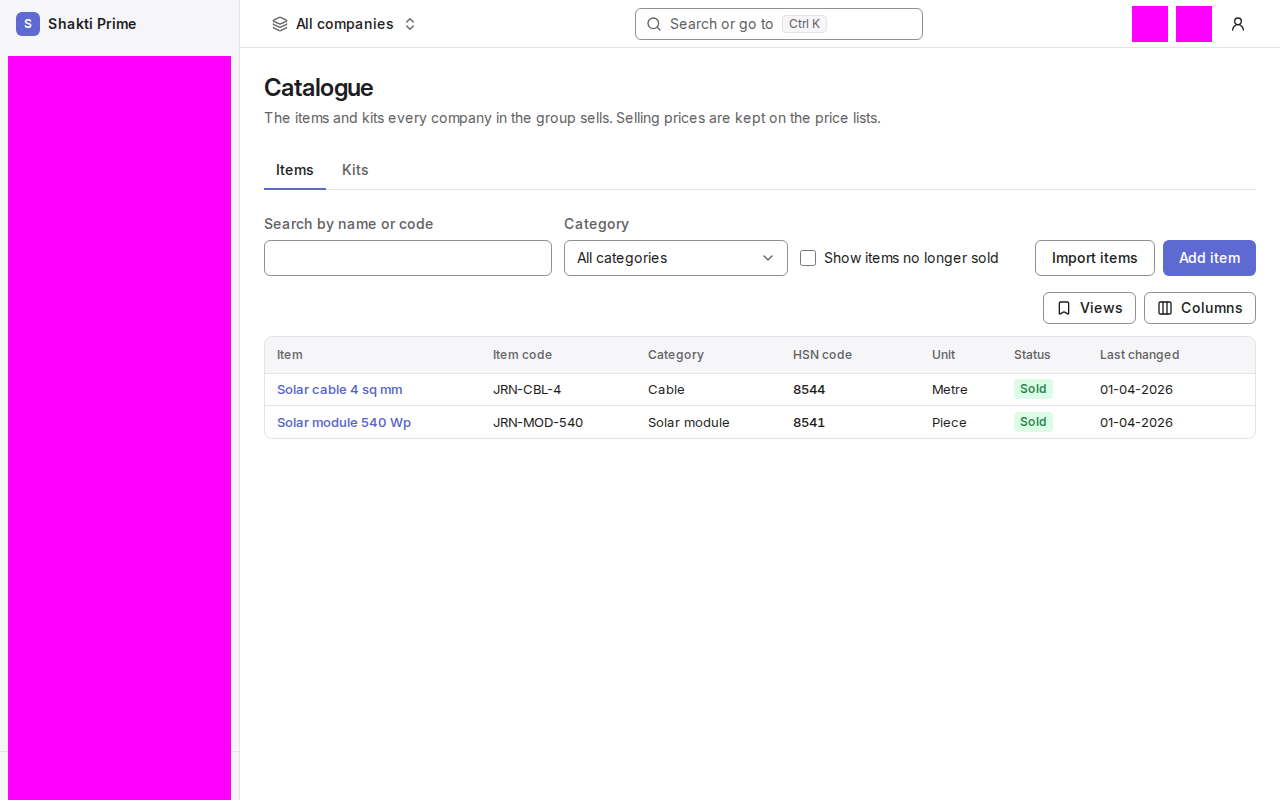 S Shakti Prime
All companies
Search or go to Ctrl K
Catalogue
The items and kits every company in the group sells. Selling prices are kept on the price lists.
Items Kits
Search by name or code Category
All categories Show items no longer sold Import items Add item
Views Columns
Item Item code Category HSN code Unit Status Last changed
Solar cable 4 sq mm JRN-CBL-4 Cable 8544 Metre Sold 01-04-2026
Solar module 540 Wp JRN-MOD-540 Solar module 8541 Piece Sold 01-04-2026